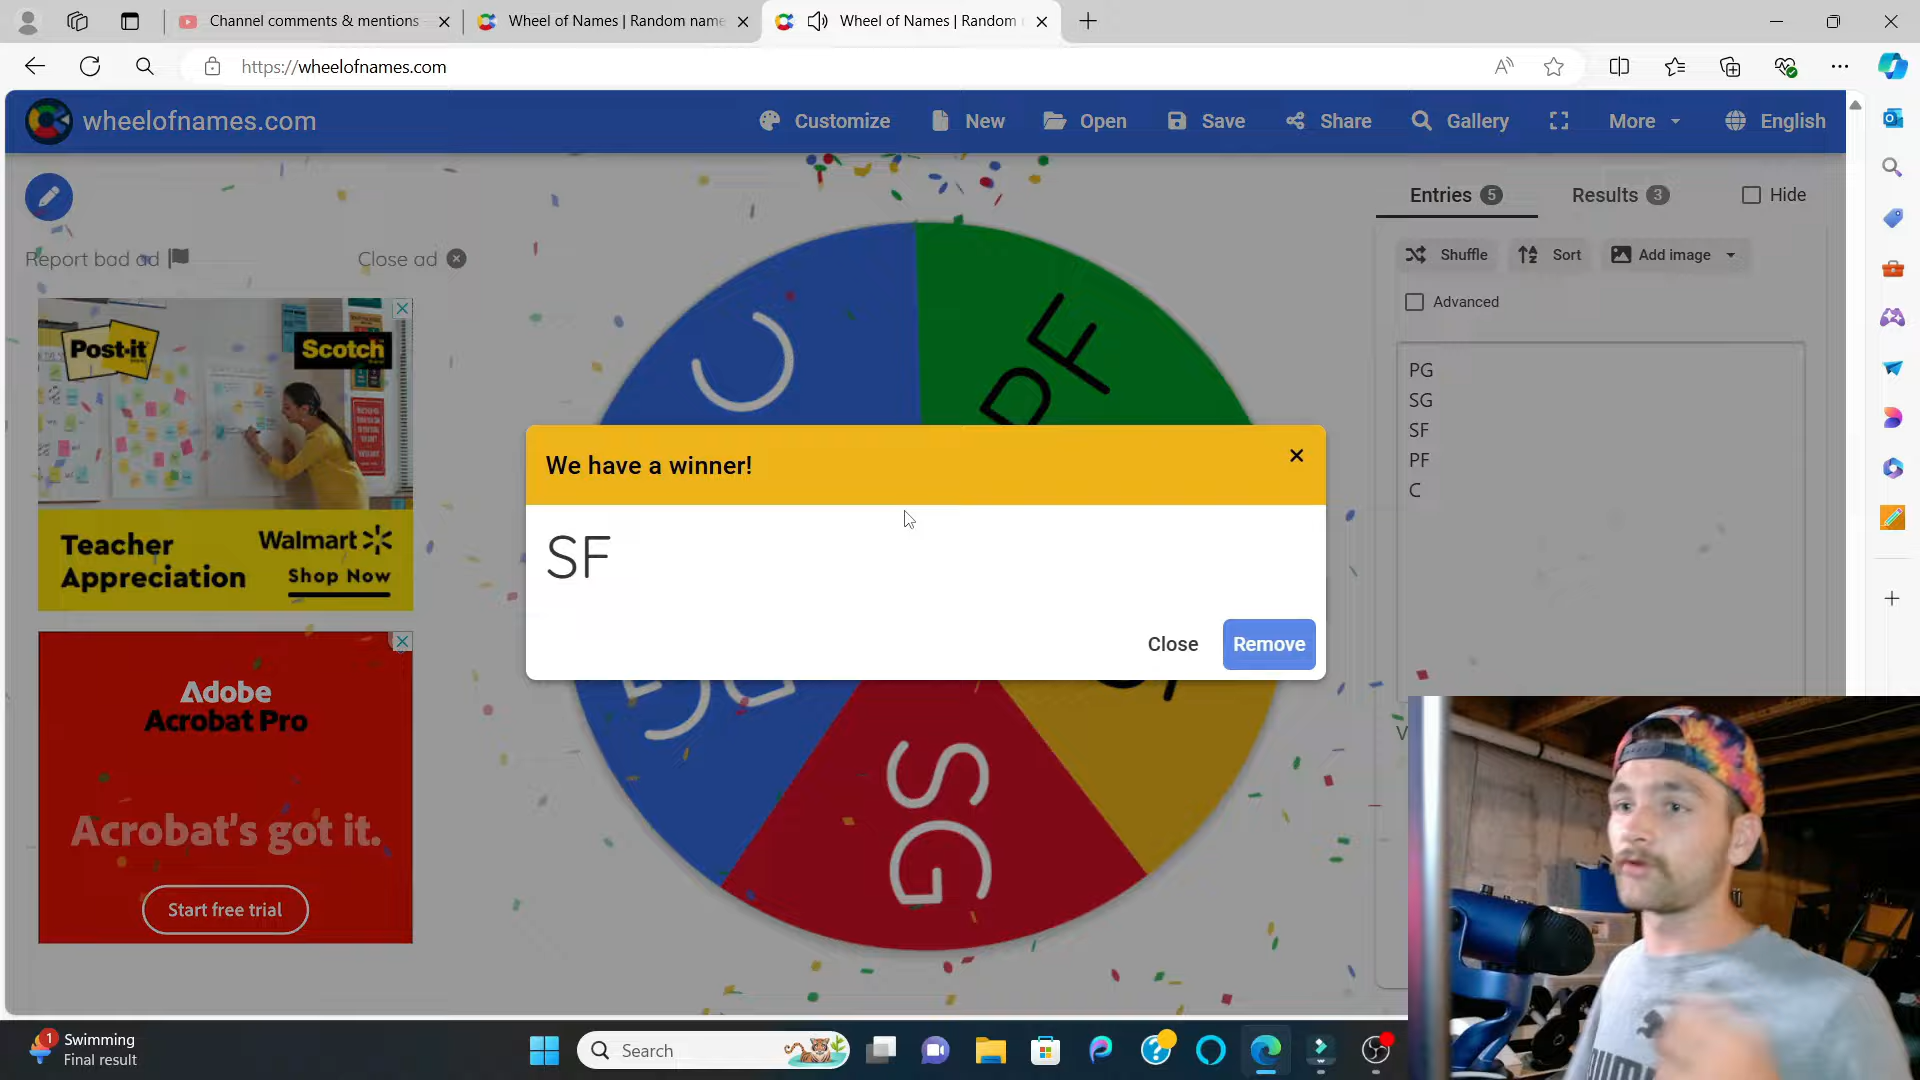 Channel comments & mentions
Wheel of Names | Random name
Wheel of Names | Random
https://wheelofnames.com
wheelofnames.com
Customize
New
Open
Save
Share
Gallery
More
English
Report bad ad
Close ad
Post-it
Scotch
Teacher
Appreciation
Walmart
Shop Now
Adobe
Acrobat Pro
Acrobat's got it.
Start free trial
C
PF
SG
We have a winner!
SF
Close
Remove
Entries 5
Results 3
Hide
Shuffle
Sort
Add image
Advanced
PG
SG
SF
PF
C
V
PUMA
1
Swimming
Final result
Search